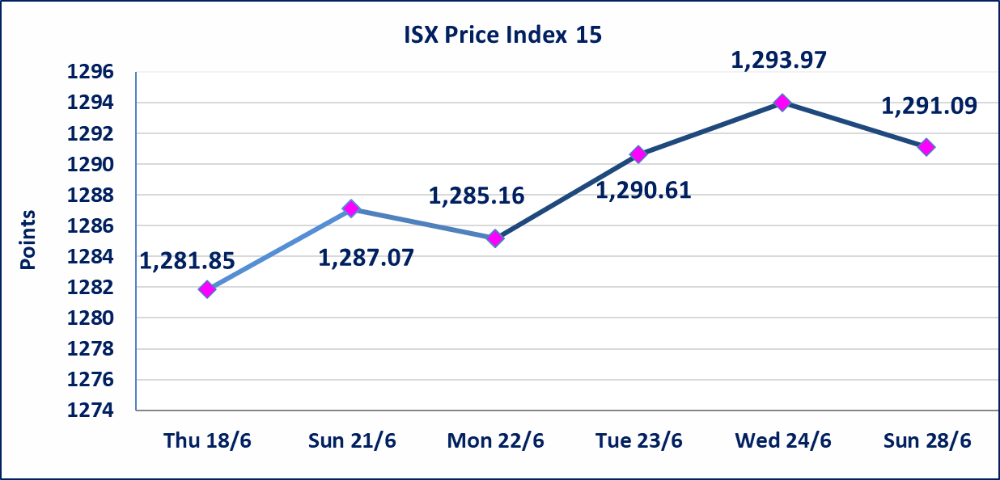 ISX Price Index 15
1296
1294
1292
1290
1288
1286
1284
1282
1280
1278
1276
1274
Points
1,281.85
1,287.07
1,285.16
1,290.61
1,293.97
1,291.09
Thu 18/6
Sun 21/6
Mon 22/6
Tue 23/6
Wed 24/6
Sun 28/6